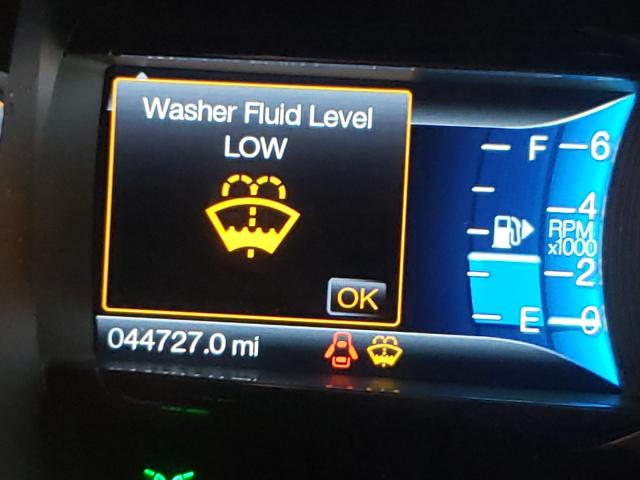 Washer Fluid Level
LOW
OK
044727.0 mi
F
E
6
4
RPM
x1000
2
0